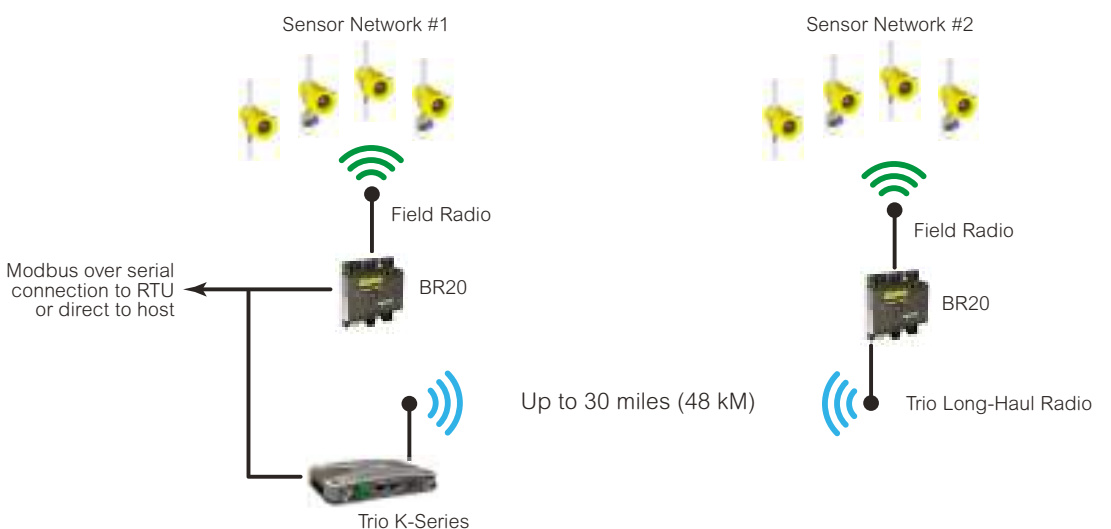 Sensor Network #1
Sensor Network #2
Field Radio
Field Radio
Modbus over serial
connection to RTU
or direct to host
BR20
BR20
Up to 30 miles (48 kM)
Trio Long-Haul Radio
Trio K-Series